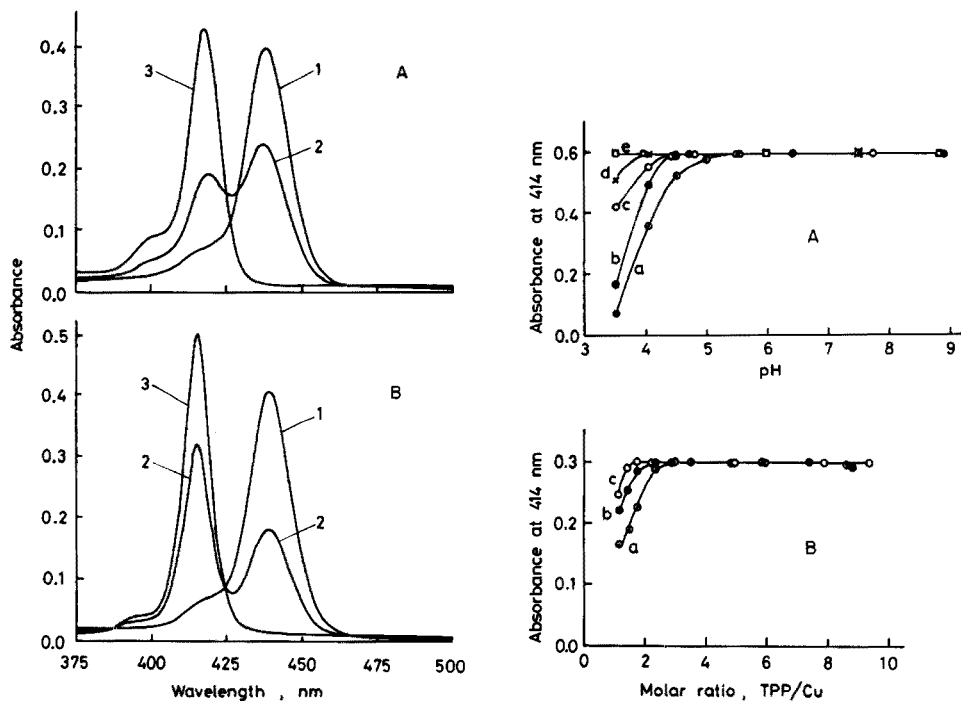 0.4
0.3
0.2
0.1
0.0
3
1
2
A
0.5
0.4
0.3
0.2
0.1
0.0
3
2
1
2
B
375
400
425
450
475
500
Absorbance
Wavelength , nm
0.6
0.4
0.2
0.0
e
d
c
b
a
A
3
4
5
6
7
8
9
pH
Absorbance at 414 nm
0.3
0.2
0.1
0.0
c
b
a
B
0
2
4
6
8
10
Molar ratio , TPP/Cu
Absorbance at 414 nm